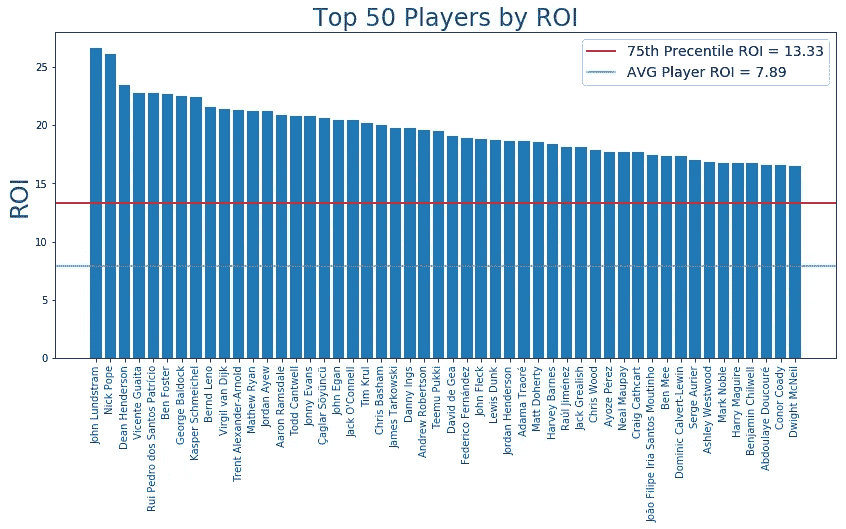 Top 50 Players by ROI
75th Precentile ROI = 13.33
AVG Player ROI = 7.89
ROI
25
20
15
10
5
0
John Lundstram
Nick Pope
Dean Henderson
Vicente Guaita
Rui Pedro dos Santos Patrício
Ben Foster
George Baldock
Kasper Schmeichel
Bernd Leno
Virgil van Dijk
Trent Alexander-Arnold
Mathew Ryan
Jordan Ayew
Aaron Ramsdale
Todd Cantwell
Jonny Evans
Çaglar Söyüncü
John Egan
Jack O'Connell
Tim Krul
Chris Basham
James Tarkowski
Danny Ings
Andrew Robertson
Teemu Pukki
David de Gea
Federico Fernández
John Fleck
Lewis Dunk
Jordan Henderson
Adama Traoré
Matt Doherty
Harvey Barnes
Raúl Jiménez
Jack Grealish
Chris Wood
Ayoze Pérez
Neal Maupay
Craig Cathcart
João Filipe Iria Santos Moutinho
Ben Mee
Dominic Calvert-Lewin
Serge Aurier
Ashley Westwood
Mark Noble
Harry Maguire
Benjamin Chilwell
Abdoulaye Doucouré
Conor Coady
Dwight McNeil